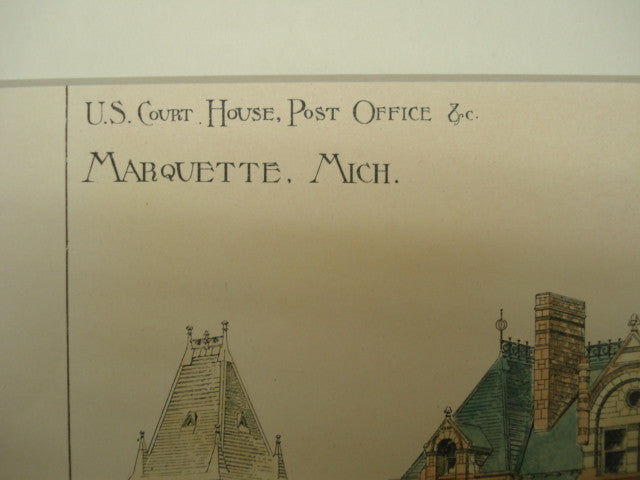 U.S. COURT HOUSE, POST OFFICE &C.
MARQUETTE, MICH.